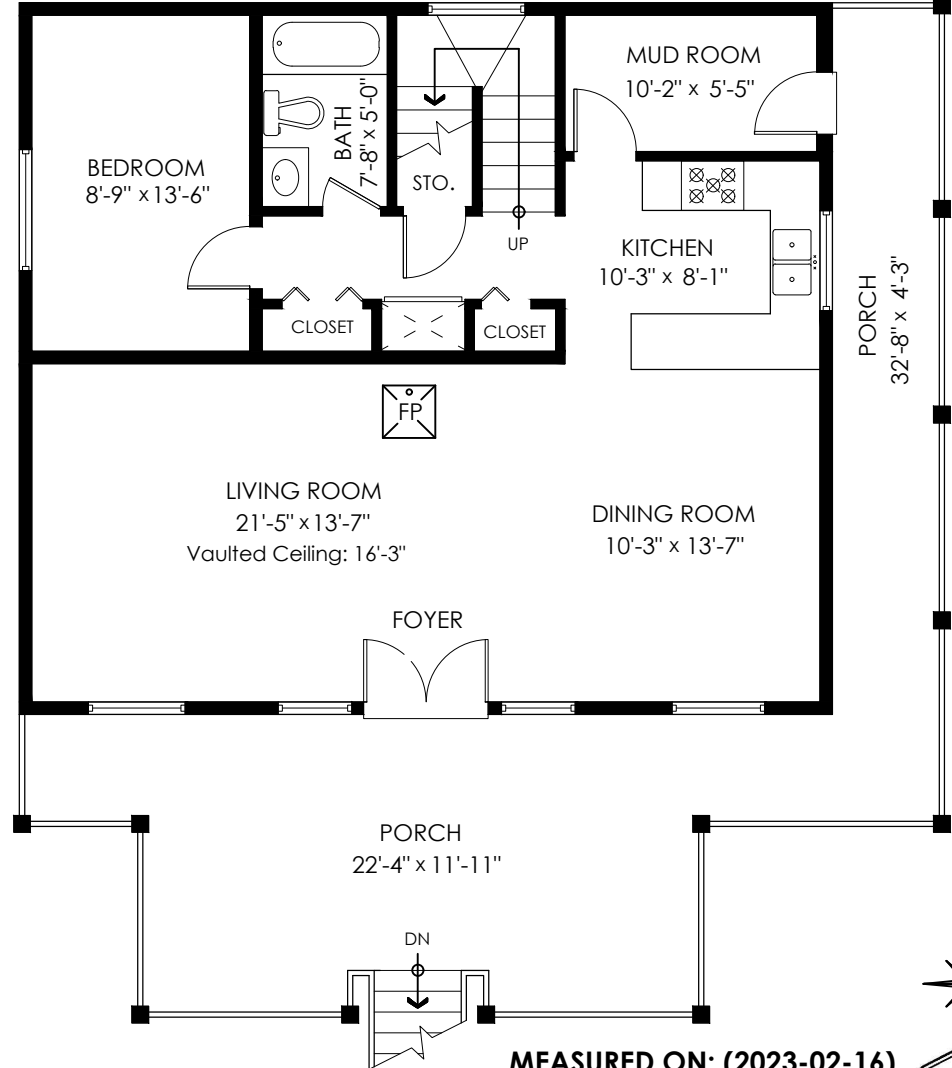 MUD ROOM
10'-2" x 5'-5"
BATH
7'-8" x 5'-0"
BEDROOM
8'-9" x 13'-6"
STO.
UP
KITCHEN
10'-3" x 8'-1"
PORCH
32'-8" x 4'-3"
CLOSET
CLOSET
FP
LIVING ROOM
21'-5" x 13'-7"
Vaulted Ceiling: 16'-3"
DINING ROOM
10'-3" x 13'-7"
FOYER
PORCH
22'-4" x 11'-11"
DN
MEASURED ON: (2023-02-16)